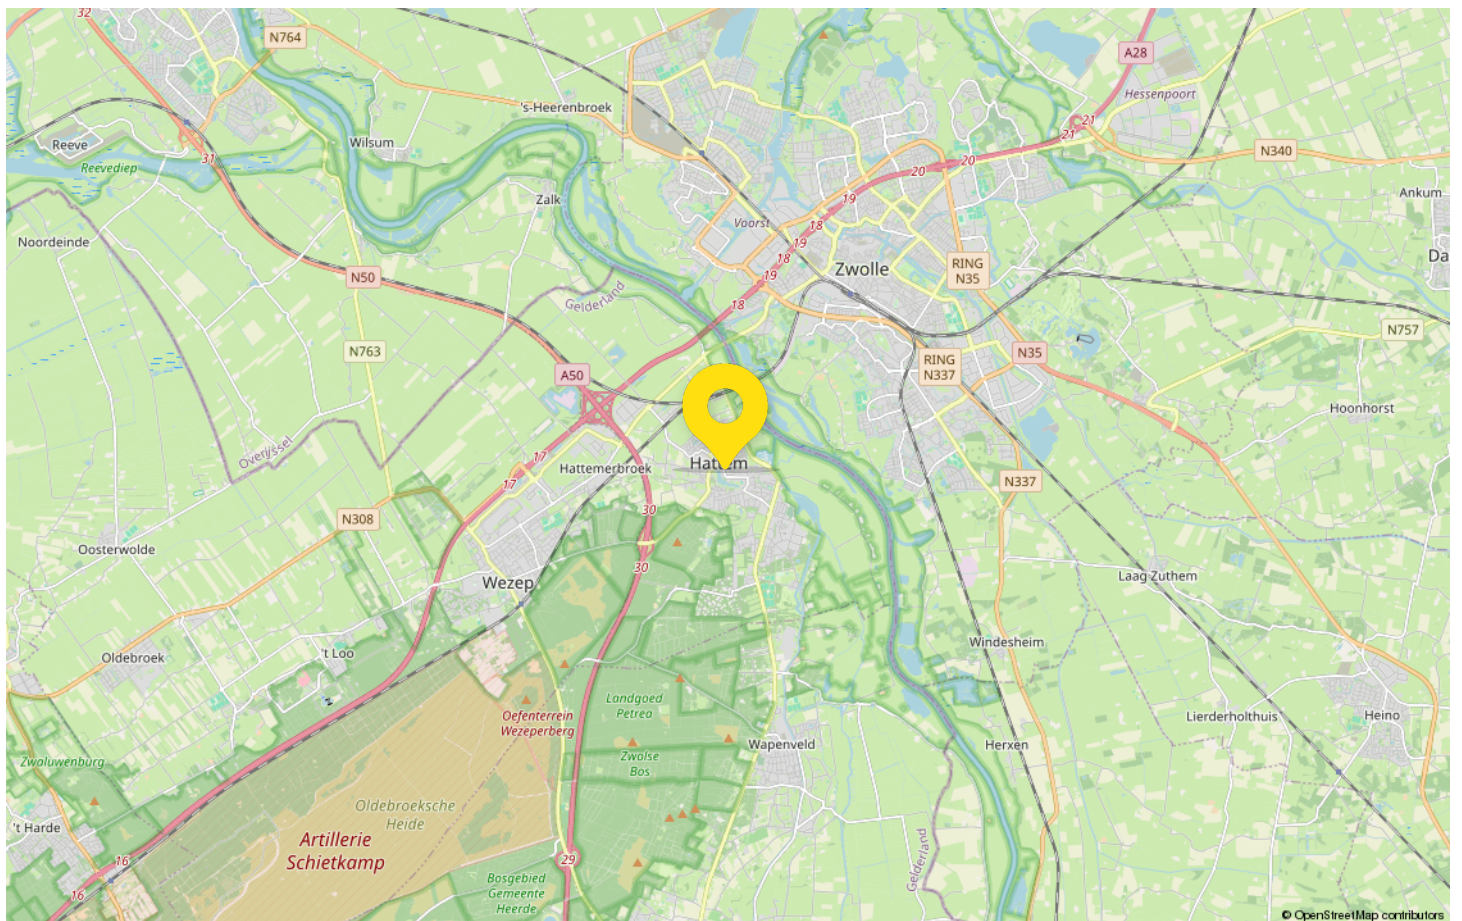 32
N764
A28
Hessenpoort
's-Heerenbroek
21
21
Reeve
Wilsum
31
N340
Reevediep
20
20
Ankum
Zalk
19
Noordeinde
Voorst
18
19
Da
18
Zwolle
RING
N35
19
N50
Gelderland
18
N757
N763
N35
RING
N337
A50
Hoonhorst
Overijssel
17
Hattemerbroek
Hattem
17
N337
30
N308
Oosterwolde
30
Wezep
Laag Zuthem
Windesheim
't Loo
Oldebroek
Landgoed
Petrea
Oefenterrein
Wezeperberg
Lierderholthuis
Heino
Wapenveld
Herxen
Zwolse
Bos
Zwaluwenburg
Oldebroeksche
Heide
't Harde
Artillerie
Schietkamp
Gelderland
16
29
16
Bosgebied
Gemeente
Heerde
© OpenStreetMap contributors